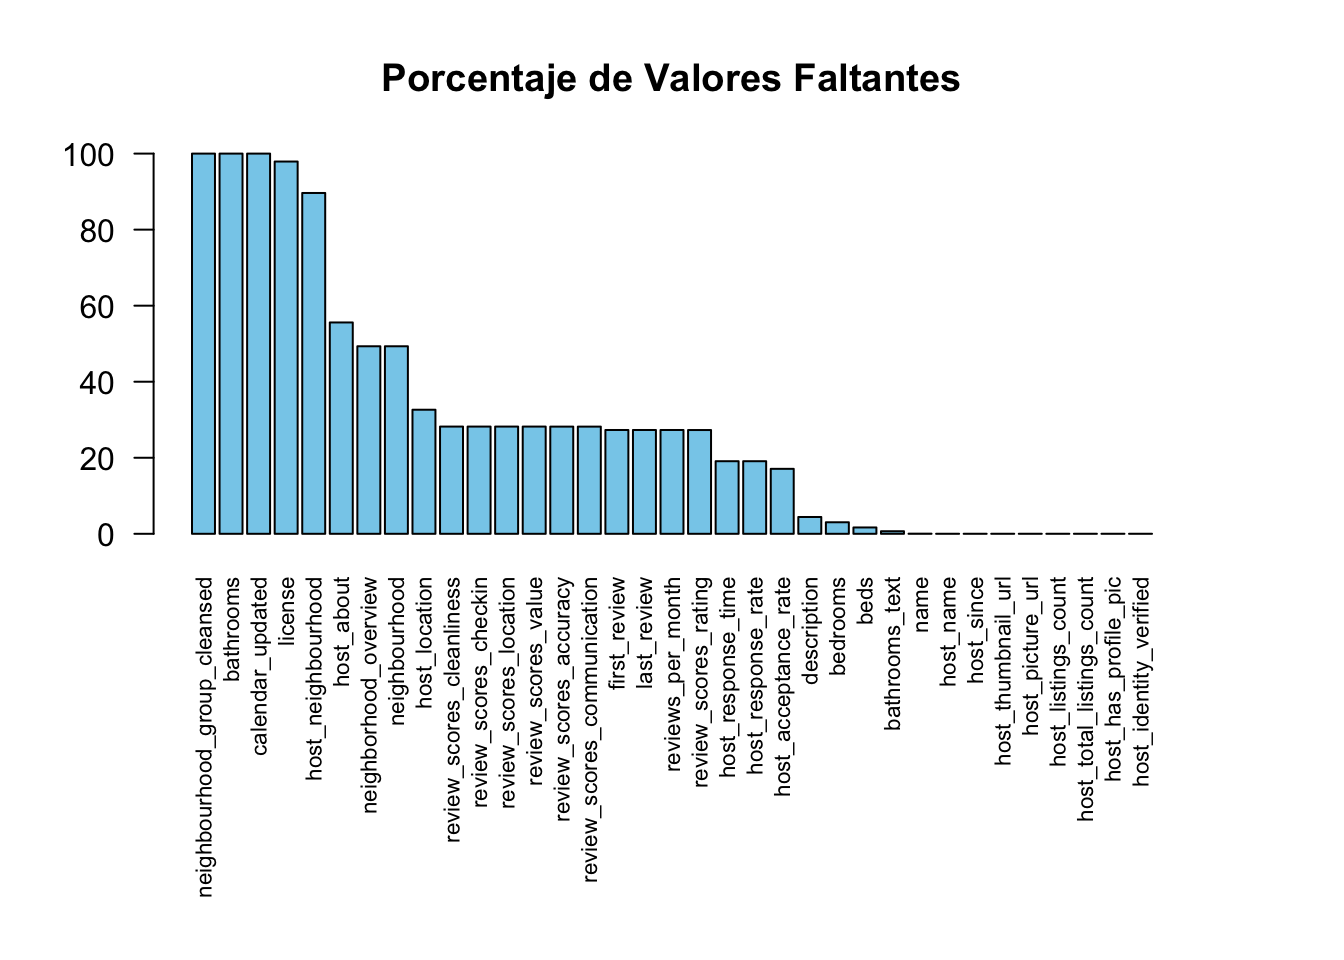 Porcentaje de Valores Faltantes
100
80
60
40
20
0
neighbourhood_group_cleansed
bathrooms
calendar_updated
license
host_neighbourhood
host_about
neighborhood_overview
neighbourhood
host_location
review_scores_cleanliness
review_scores_checkin
review_scores_location
review_scores_value
review_scores_accuracy
review_scores_communication
first_review
last_review
reviews_per_month
review_scores_rating
host_response_time
host_response_rate
host_acceptance_rate
description
bedrooms
beds
bathrooms_text
name
host_name
host_since
host_thumbnail_url
host_picture_url
host_listings_count
host_total_listings_count
host_has_profile_pic
host_identity_verified